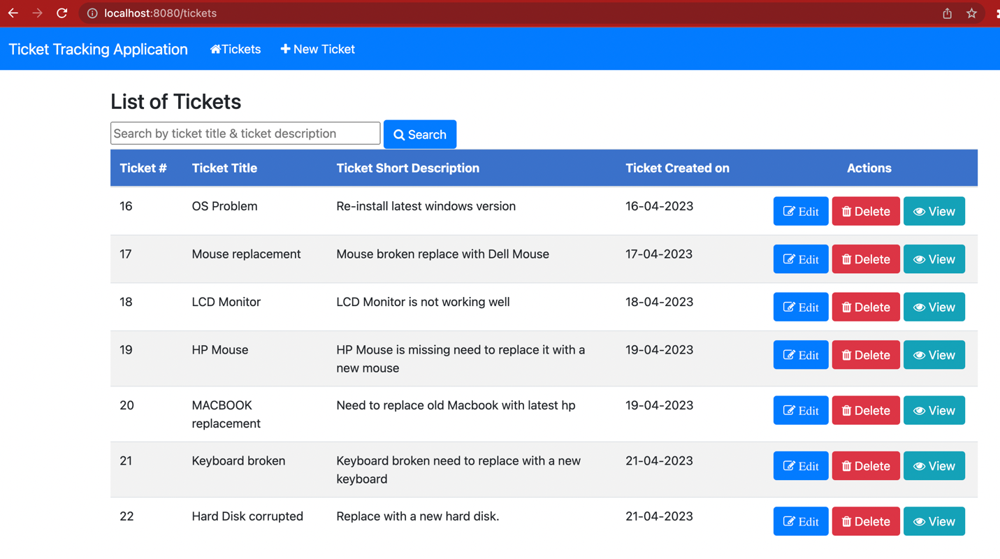 localhost:8080/tickets
Ticket Tracking Application Tickets New Ticket
List of Tickets
Search by ticket title & ticket description Search
Ticket # Ticket Title Ticket Short Description Ticket Created on Actions
16 OS Problem Re-install latest windows version 16-04-2023 Edit Delete View
17 Mouse replacement Mouse broken replace with Dell Mouse 17-04-2023 Edit Delete View
18 LCD Monitor LCD Monitor is not working well 18-04-2023 Edit Delete View
19 HP Mouse HP Mouse is missing need to replace it with a 19-04-2023 Edit Delete View
new mouse
20 MACBOOK Need to replace old Macbook with latest hp 19-04-2023 Edit Delete View
replacement
21 Keyboard broken Keyboard broken need to replace with a new 21-04-2023 Edit Delete View
keyboard
22 Hard Disk corrupted Replace with a new hard disk. 21-04-2023 Edit Delete View